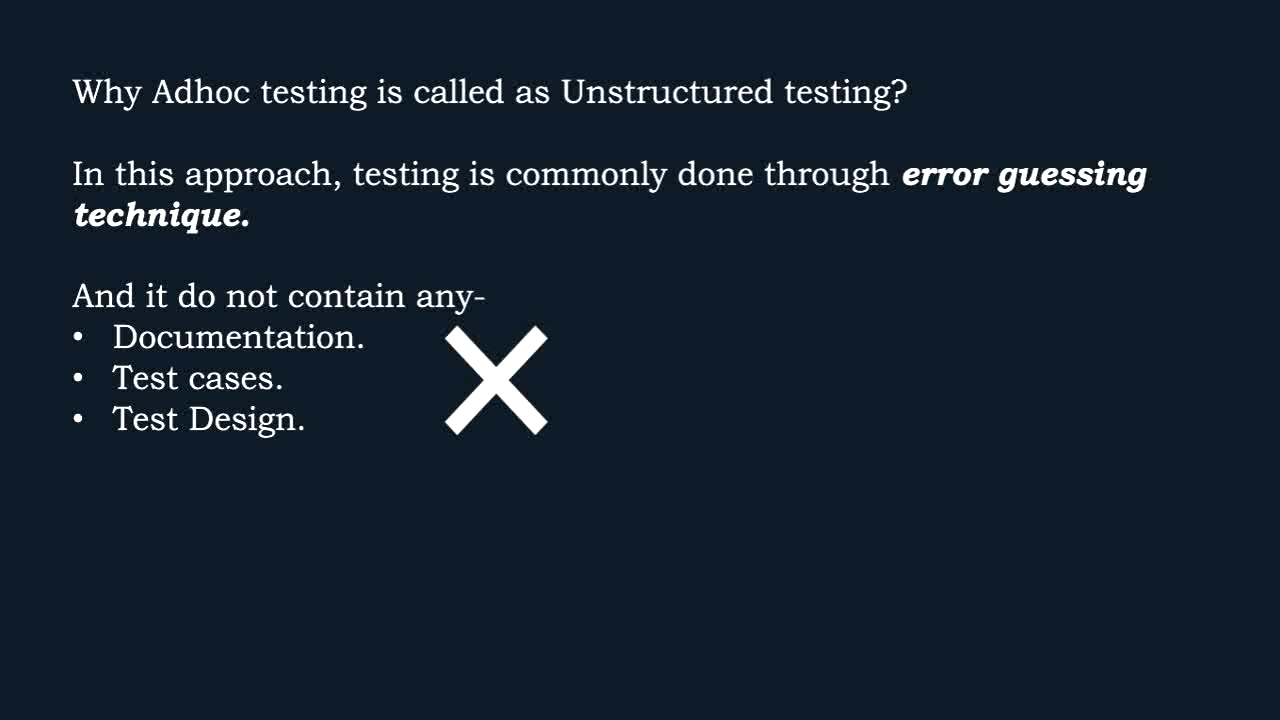 Why Adhoc testing is called as Unstructured testing?
In this approach, testing is commonly done through error guessing
technique.
And it do not contain any-
• Documentation.
• Test cases.
• Test Design.